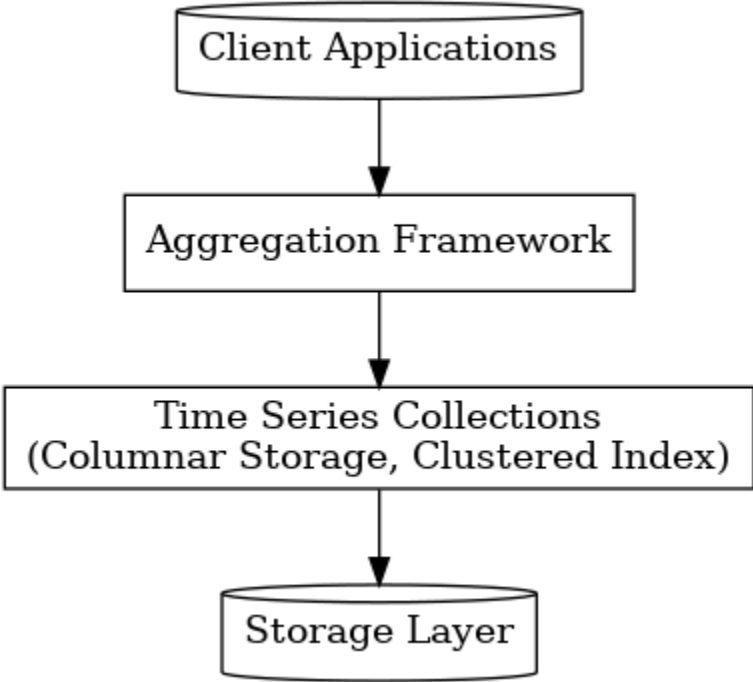 Client Applications
Aggregation Framework
Time Series Collections
(Columnar Storage, Clustered Index)
Storage Layer